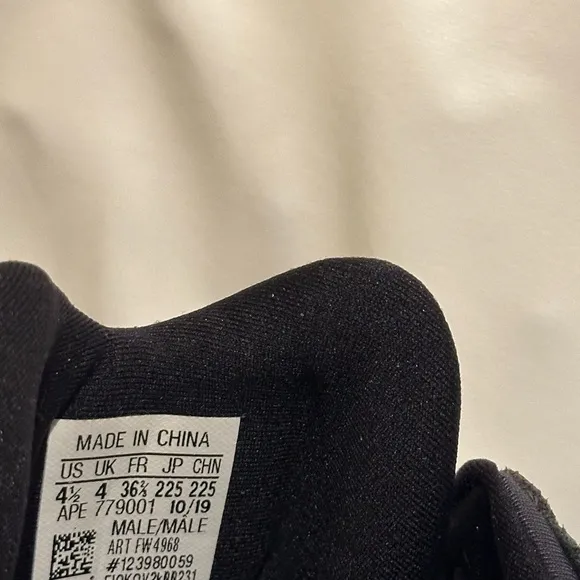 MADE IN CHINA
US UK FR JP CHN
4½ 4 36⅔ 225 225
APE 779001 10/19
MALE/MÂLE
ART FW4968
#123980059